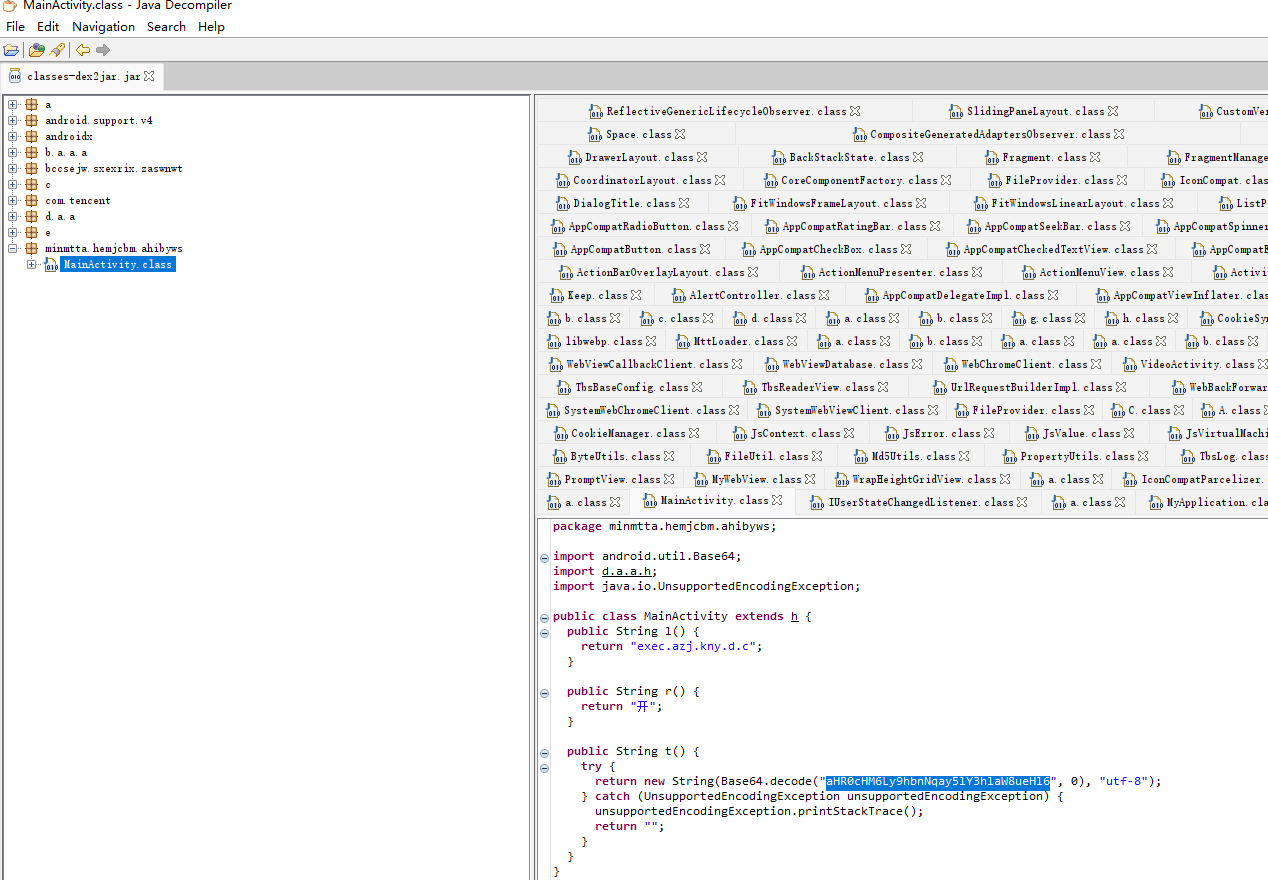 MainActivity.class - Java Decompiler
File Edit Navigation Search Help
classes-dex2jar.jar
a
android.support.v4
androidx
b.a.a.a
bccsejw.sxexrix.zaswnwt
c
com.tencent
d.a.a
e
minmtta.hemjcbm.ahibyws
MainActivity.class
ReflectiveGenericLifecycleObserver.class SlidingPaneLayout.class CustomVer
Space.class CompositeGeneratedAdaptersObserver.class
DrawerLayout.class BackStackState.class Fragment.class FragmentManage
CoordinatorLayout.class CoreComponentFactory.class FileProvider.class IconCompat.clas
DialogTitle.class FitWindowsFrameLayout.class FitWindowsLinearLayout.class ListP
AppCompatRadioButton.class AppCompatRatingBar.class AppCompatSeekBar.class AppCompatSpinner
AppCompatButton.class AppCompatCheckBox.class AppCompatCheckedTextView.class AppCompatE
ActionBarOverlayLayout.class ActionMenuPresenter.class ActionMenuView.class Activi
Keep.class AlertController.class AppCompatDelegateImpl.class AppCompatViewInflater.clas
b.class c.class d.class a.class b.class g.class h.class CookieSyn
libwebp.class MttLoader.class a.class b.class a.class a.class b.class
WebViewCallbackClient.class WebViewDatabase.class WebChromeClient.class VideoActivity.class
TbsBaseConfig.class TbsReaderView.class UrlRequestBuilderImpl.class WebBackForwar
SystemWebChromeClient.class SystemWebViewClient.class FileProvider.class C.class A.class
CookieManager.class JsContext.class JsError.class JsValue.class JsVirtualMachi
ByteUtils.class FileUtil.class Md5Utils.class PropertyUtils.class TbsLog.class
PromptView.class MyWebView.class WrapHeightGridView.class a.class IconCompatParcelizer.
a.class MainActivity.class IUserStateChangedListener.class a.class MyApplication.cla
package minmtta.hemjcbm.ahibyws;
import android.util.Base64;
import d.a.a.h;
import java.io.UnsupportedEncodingException;
public class MainActivity extends h {
public String l() {
return "exec.azj.kny.d.c";
}
public String r() {
return "开";
}
public String t() {
try {
return new String(Base64.decode("aHR0cHM6Ly9hbnNqay5lY3hlaW8ueHl6", 0), "utf-8");
} catch (UnsupportedEncodingException unsupportedEncodingException) {
unsupportedEncodingException.printStackTrace();
return "";
}
}
}